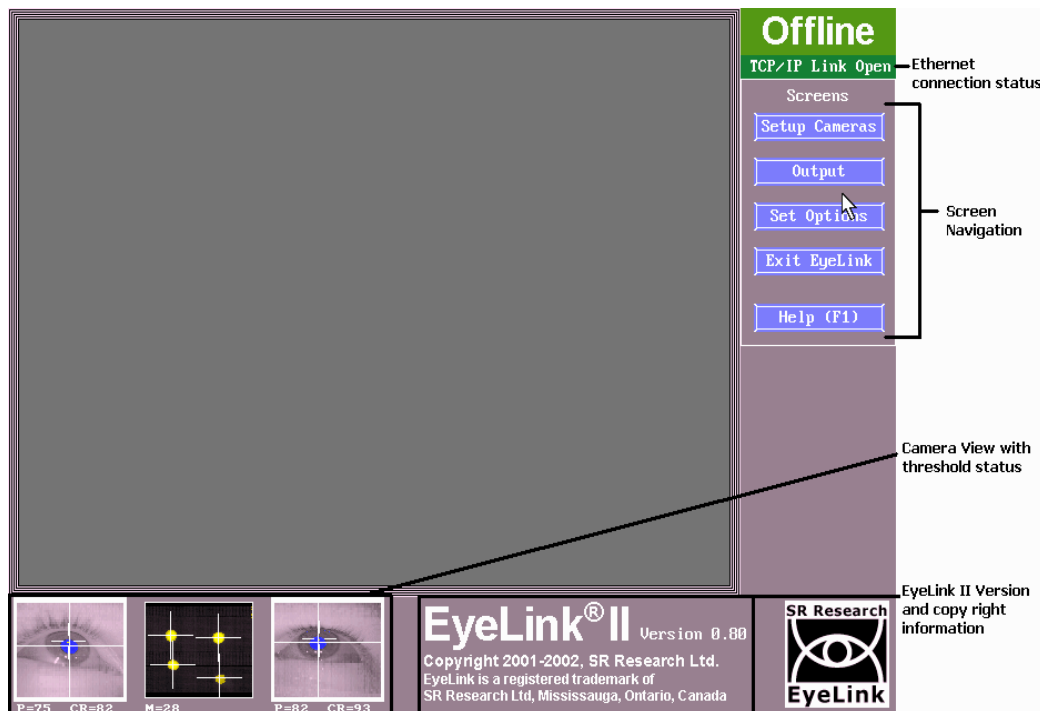 Offline
TCP/IP Link Open
Ethernet
connection status
Screens
Setup Cameras
Output
Set Options
Exit EyeLink
Help (F1)
Screen
Navigation
Camera View with
threshold status
EyeLink II Version
and copy right
information
P=75 CR=82
M=28
P=82 CR=93
EyeLink® II Version 0.80
Copyright 2001-2002, SR Research Ltd.
EyeLink is a registered trademark of
SR Research Ltd, Mississauga, Ontario, Canada
SR Research
EyeLink